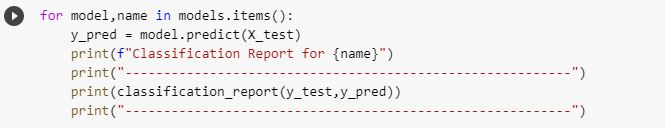 for model,name in models.items():
    y_pred = model.predict(X_test)
    print(f"Classification Report for {name}")
    print("----------------------------------------------------------")
    print(classification_report(y_test,y_pred))
    print("----------------------------------------------------------")